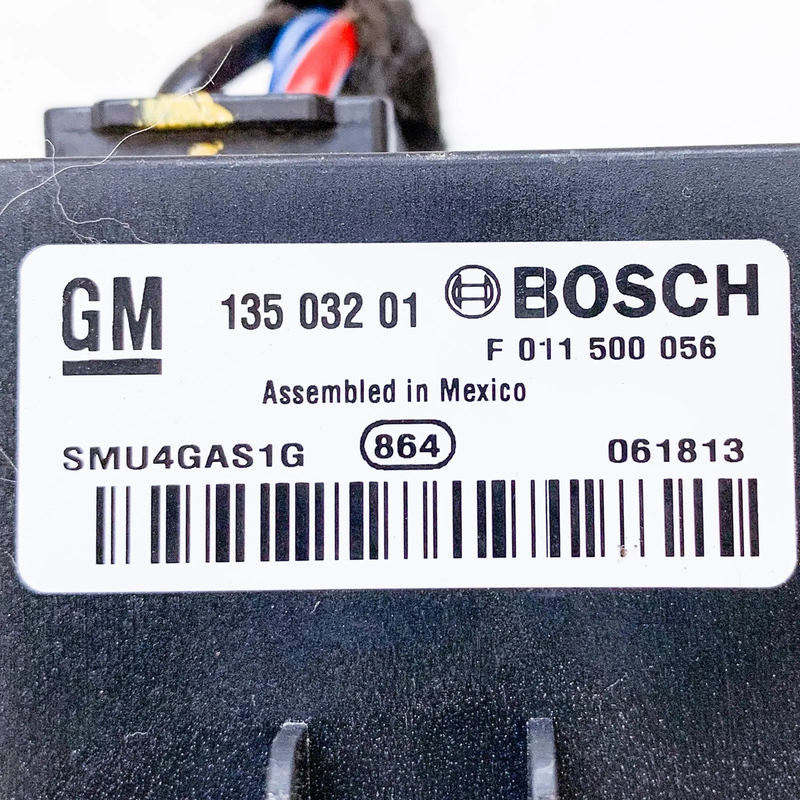 GM 135 032 01 BOSCH
F 011 500 056
Assembled in Mexico
SMU4GAS1G 864 061813